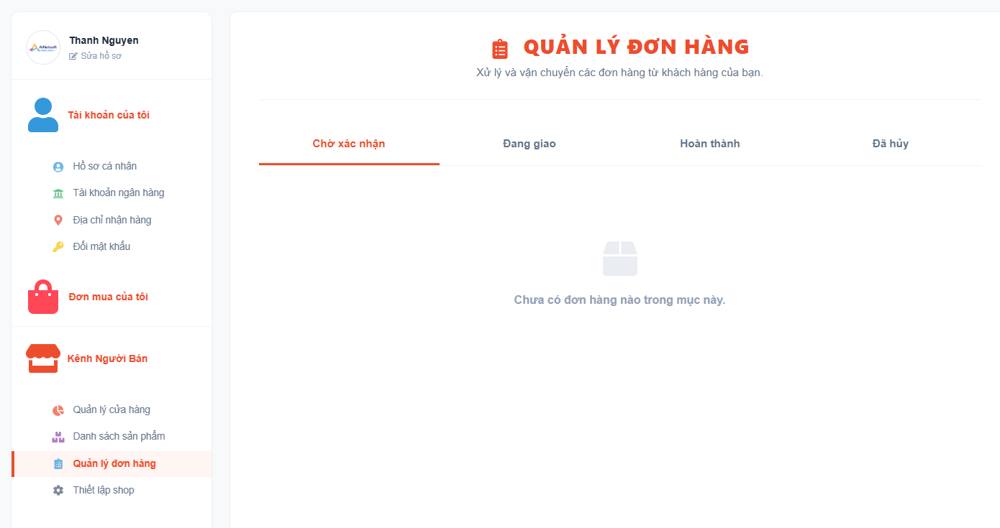 Thanh Nguyen
Sửa hồ sơ
Tài khoản của tôi
Hồ sơ cá nhân
Tài khoản ngân hàng
Địa chỉ nhận hàng
Đổi mật khẩu
Đơn mua của tôi
Kênh Người Bán
Quản lý cửa hàng
Danh sách sản phẩm
Quản lý đơn hàng
Thiết lập shop
QUẢN LÝ ĐƠN HÀNG
Xử lý và vận chuyển các đơn hàng từ khách hàng của bạn.
Chờ xác nhận
Đang giao
Hoàn thành
Đã hủy
Chưa có đơn hàng nào trong mục này.